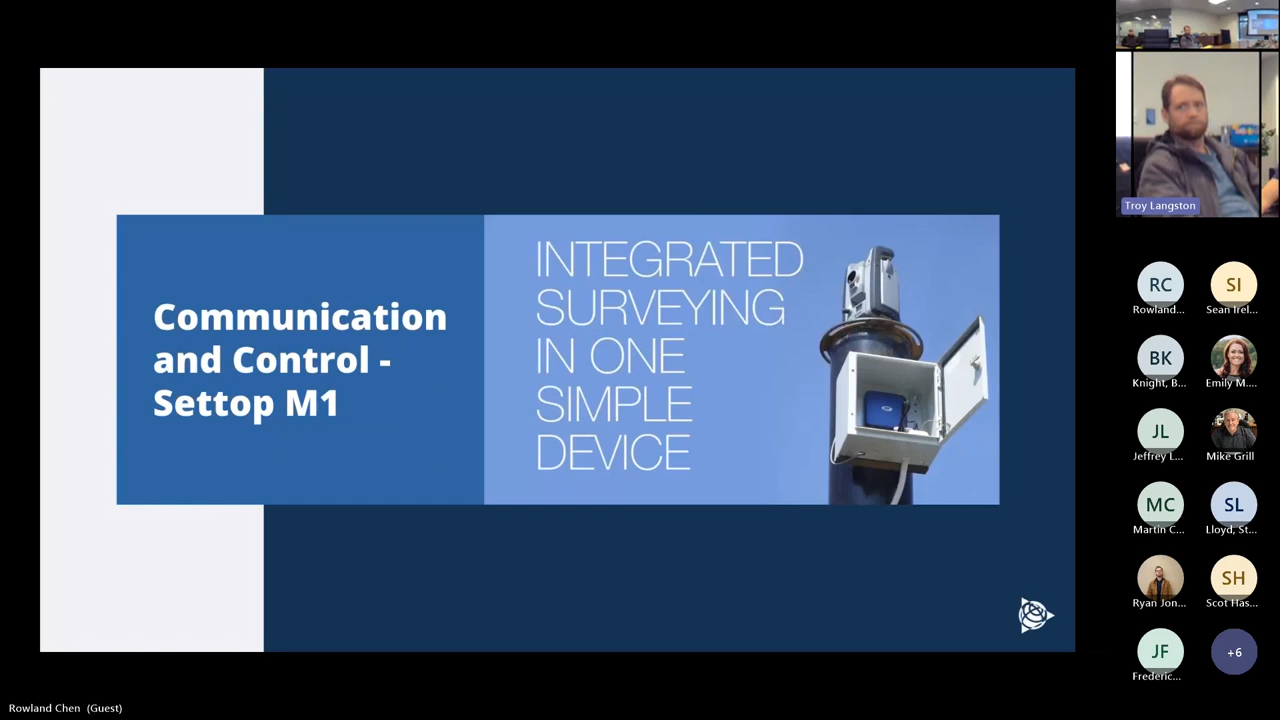 Communication
and Control -
Settop M1
INTEGRATED
SURVEYING
IN ONE
SIMPLE
DEVICE
Troy Langston
RC
Rowland...
SI
Sean Irel...
BK
Knight, B...
Emily M....
JL
Jeffrey L...
Mike Grill
MC
Martin C...
SL
Lloyd, St...
Ryan Jon...
SH
Scot Has...
JF
Frederic...
+6
Rowland Chen (Guest)